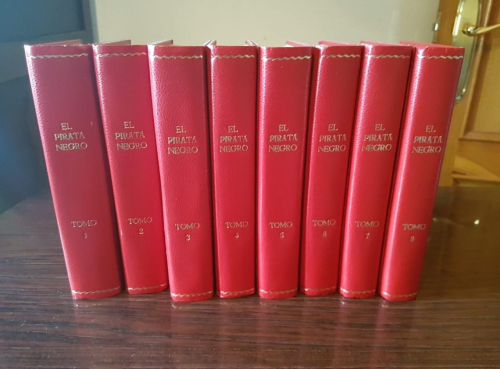 EL
PIRATA
NEGRO
TOMO
1
EL
PIRATA
NEGRO
TOMO
2
EL
PIRATA
NEGRO
TOMO
3
EL
PIRATA
NEGRO
TOMO
4
EL
PIRATA
NEGRO
TOMO
5
EL
PIRATA
NEGRO
TOMO
6
EL
PIRATA
NEGRO
TOMO
7
EL
PIRATA
NEGRO
TOMO
8